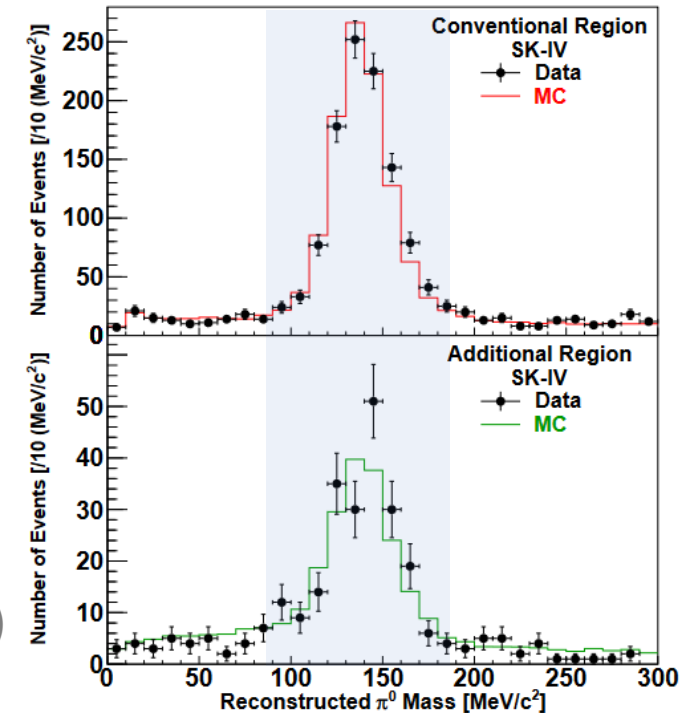 Conventional Region
SK-IV
Data
MC
Number of Events [/10 (MeV/c²)]
250
200
150
100
50
0
Additional Region
SK-IV
Data
MC
Number of Events [/10 (MeV/c²)]
50
40
30
20
10
0
0 50 100 150 200 250 300
Reconstructed π⁰ Mass [MeV/c²]